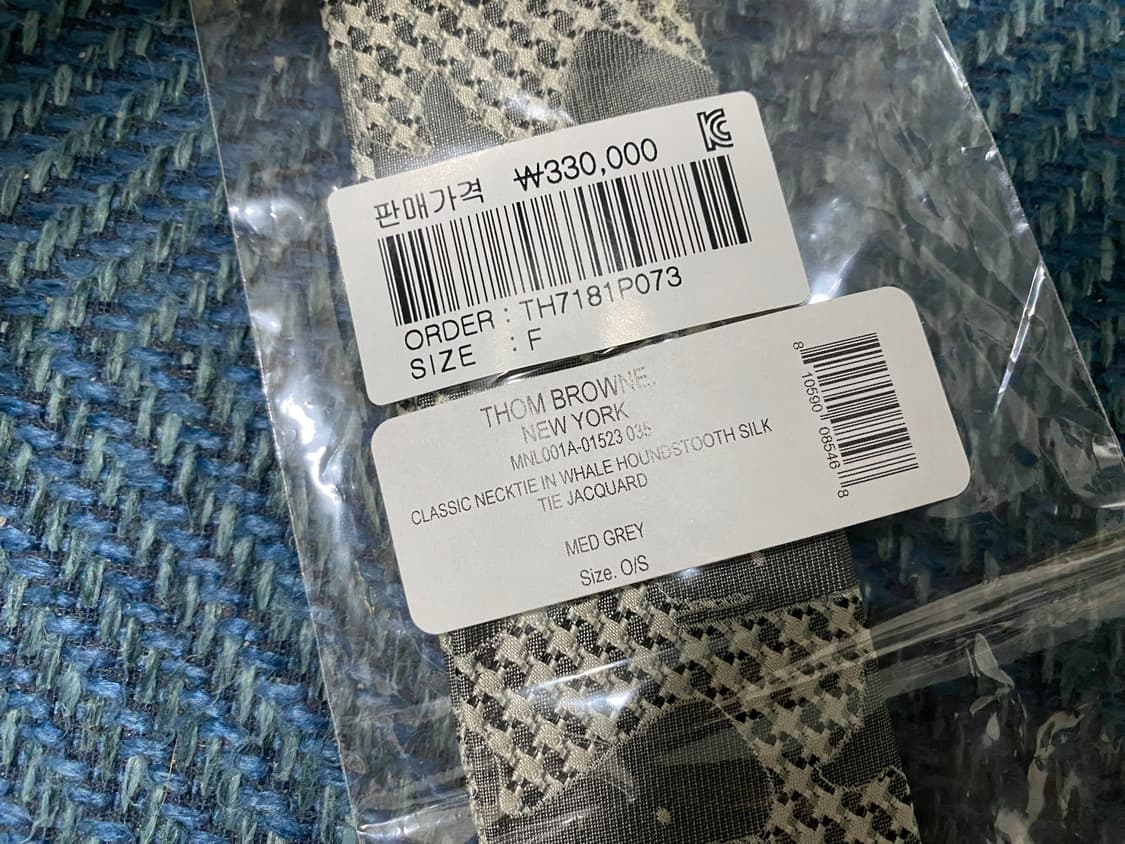 판매가격 ₩330,000
ORDER : TH7181P073
SIZE : F
THOM BROWNE.
NEW YORK
MNL001A-01523 035
CLASSIC NECKTIE IN WHALE HOUNDSTOOTH SILK
TIE JACQUARD
MED GREY
Size. O/S
8 10590 08546 8